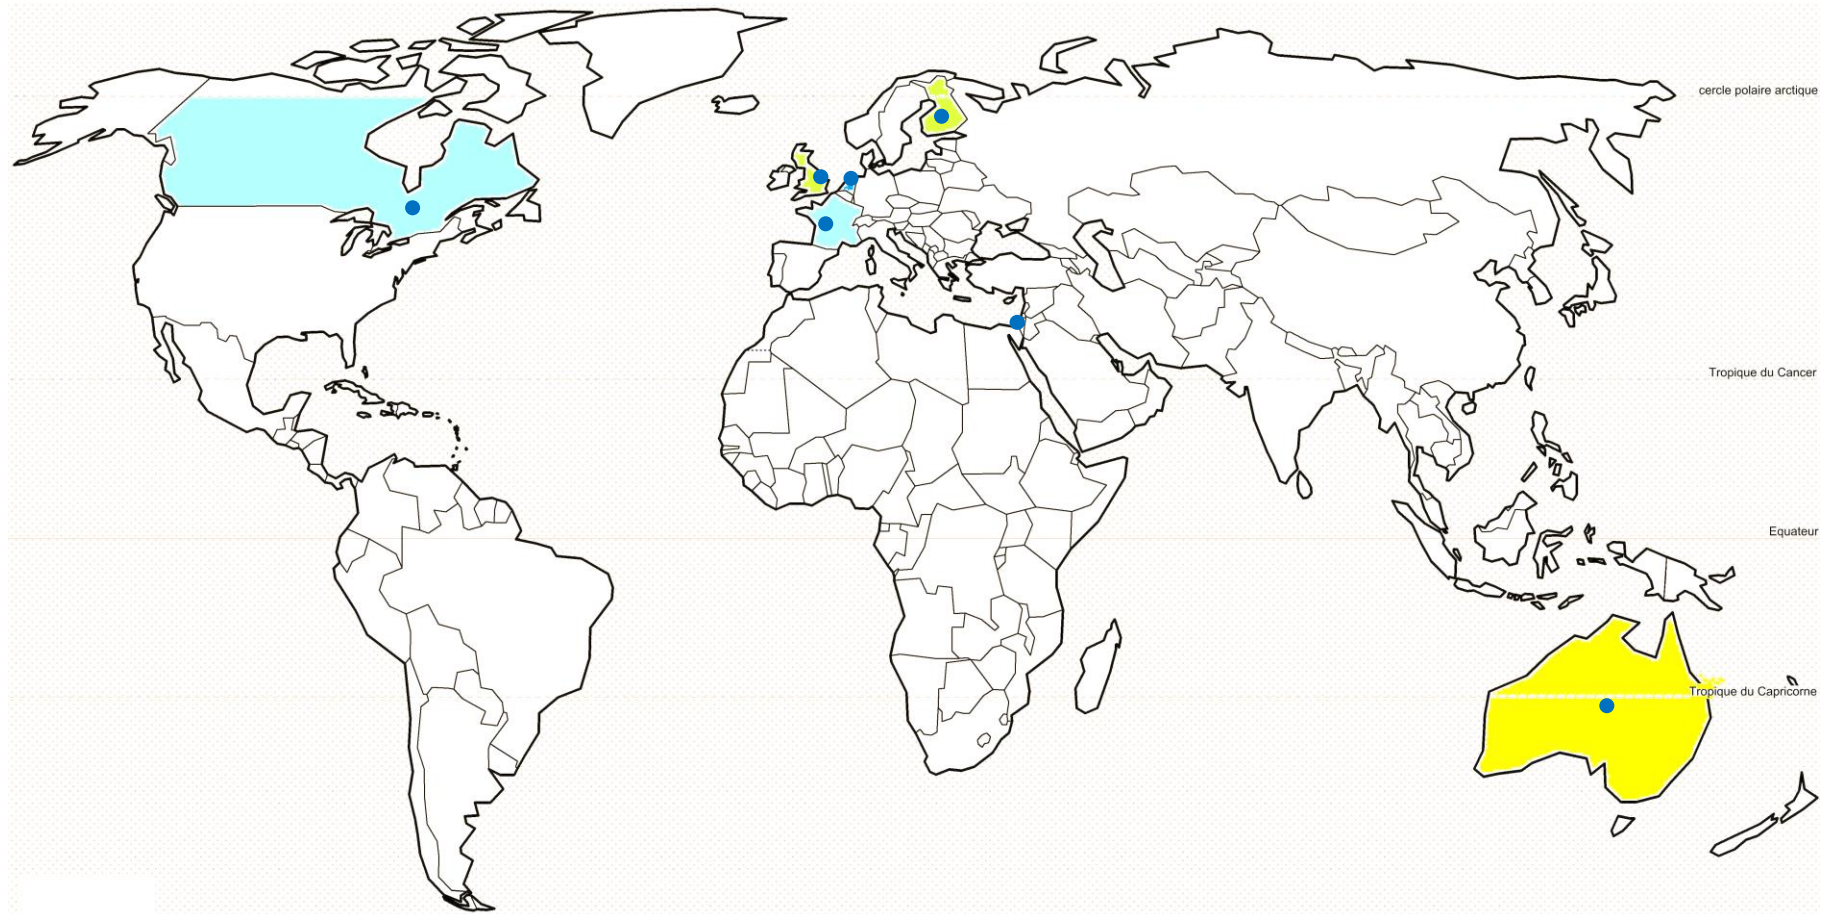 cercle polaire arctique
Tropique du Cancer
Equateur
Tropique du Capricorne